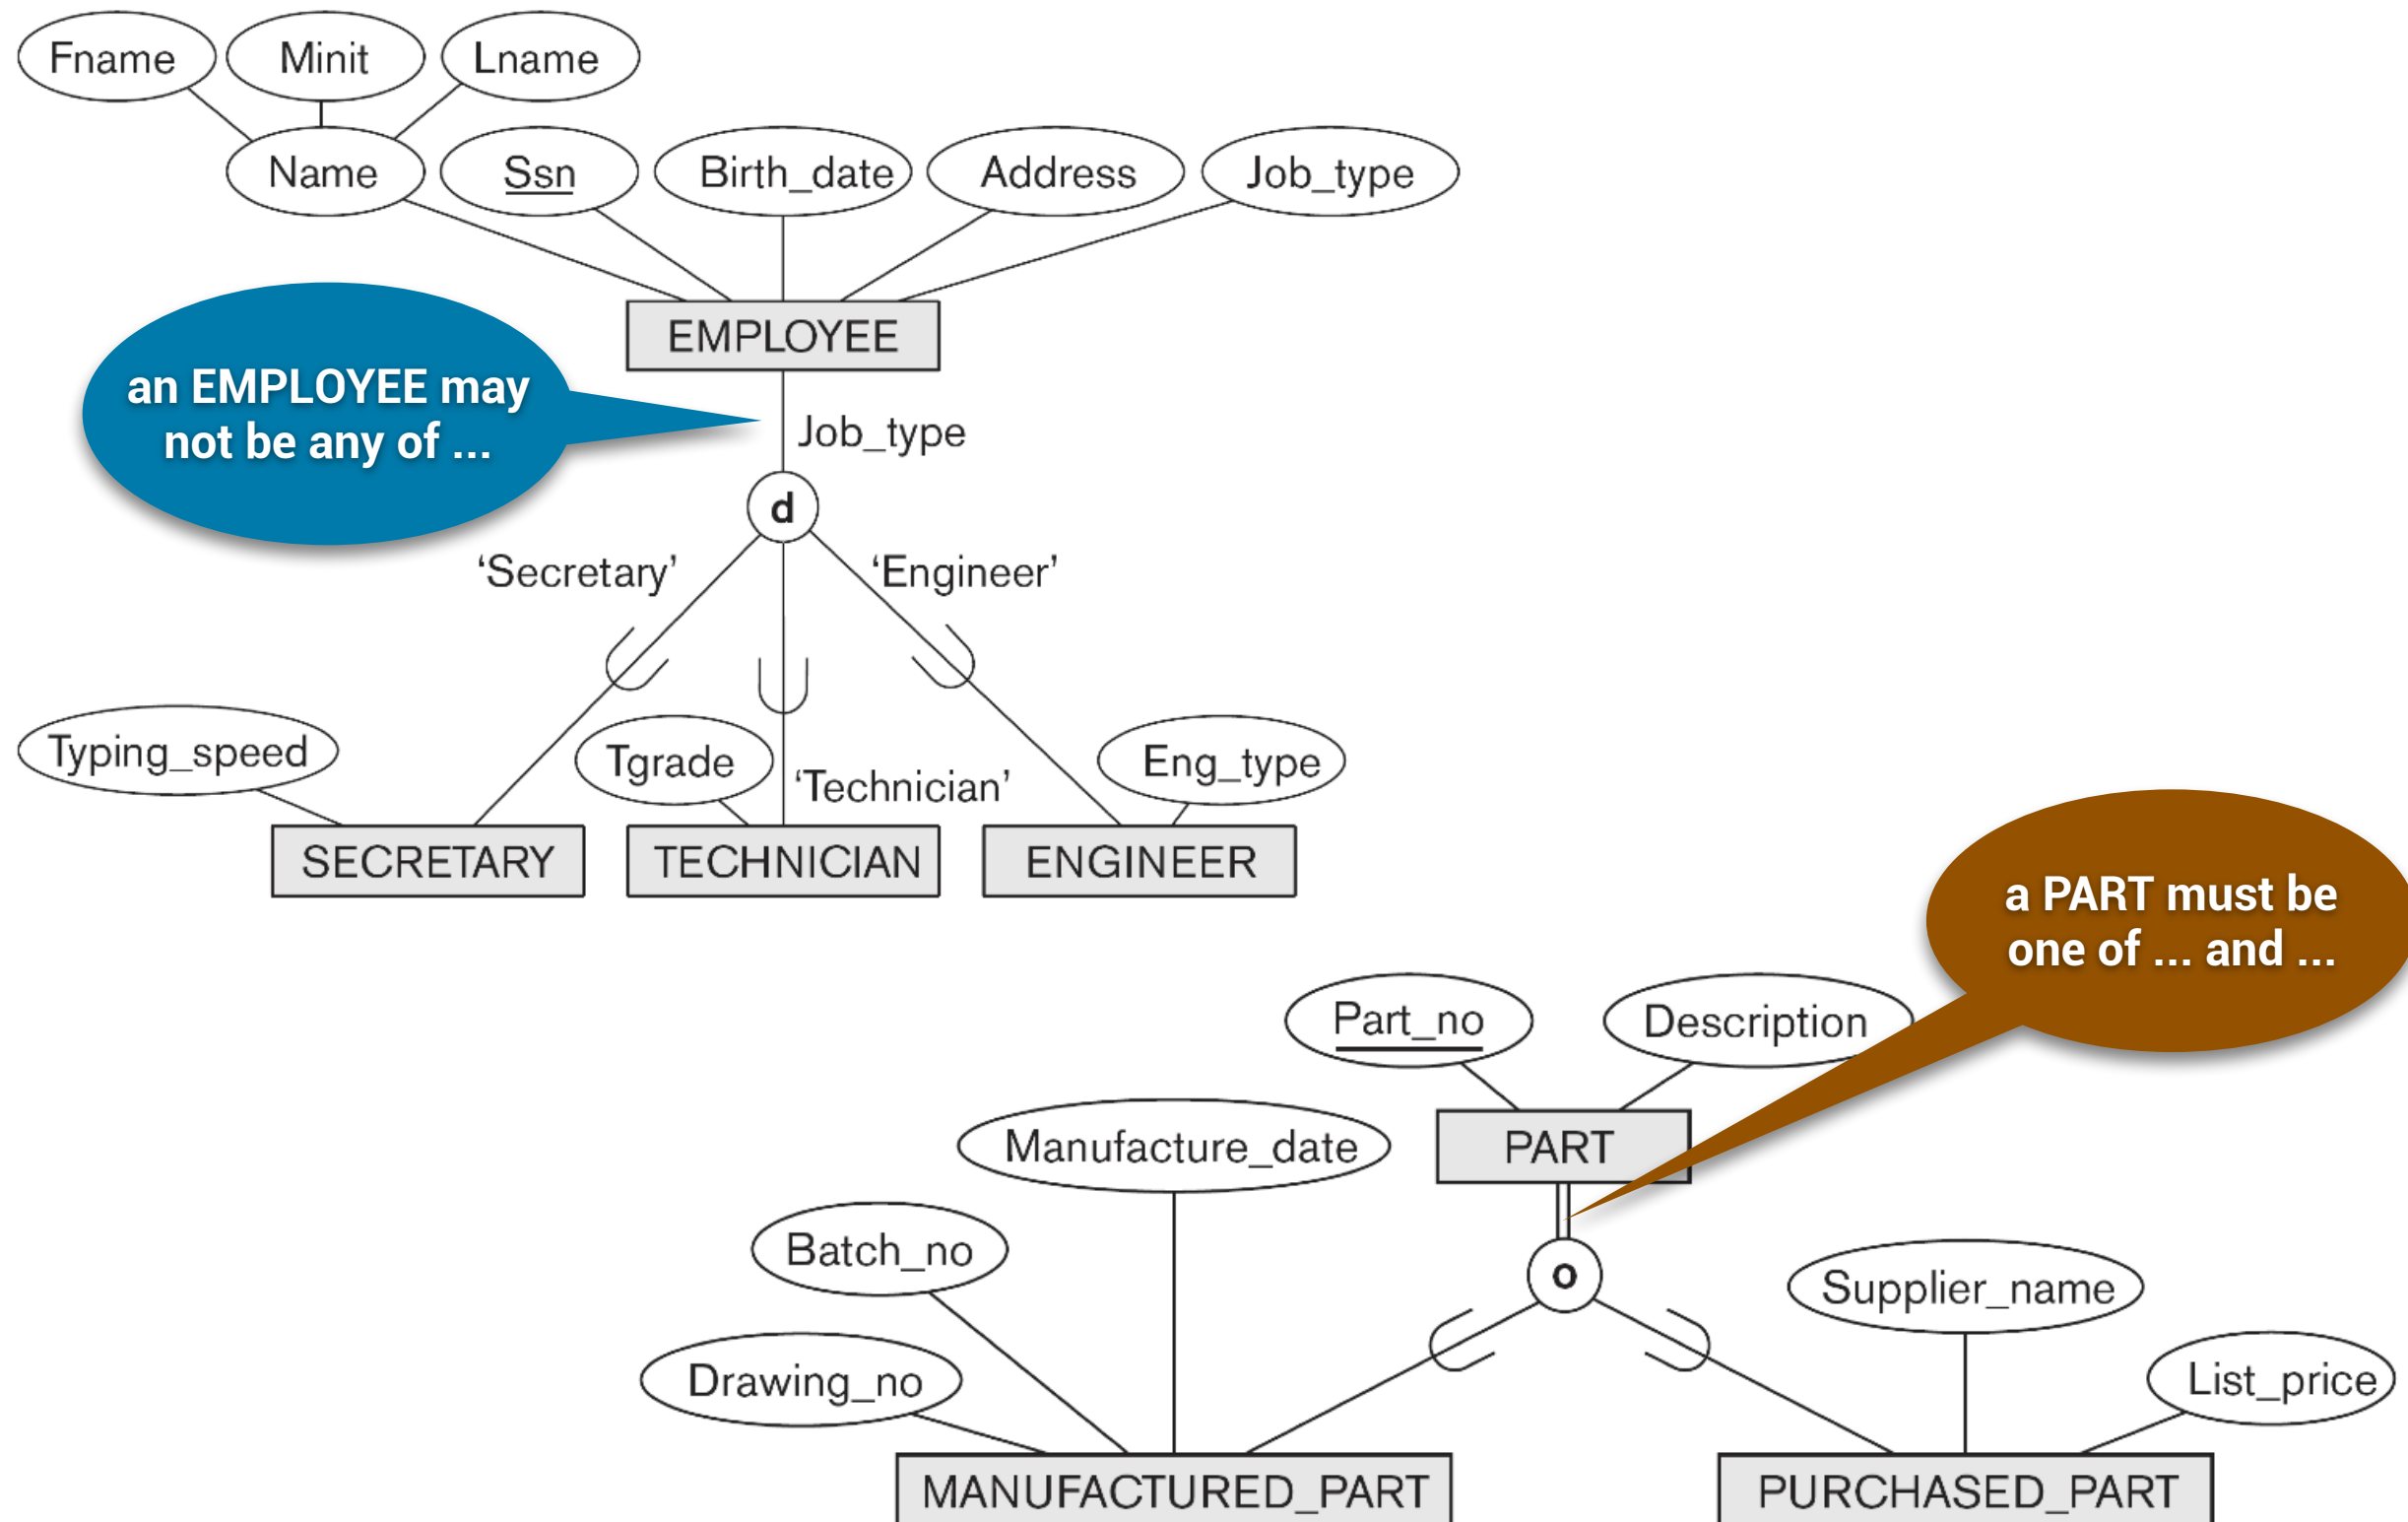 Fname Minit Lname
Name Ssn Birth_date Address Job_type
EMPLOYEE
an EMPLOYEE may
not be any of ...
Job_type
d
‘Secretary’ ‘Engineer’
Typing_speed Tgrade ‘Technician’ Eng_type
SECRETARY TECHNICIAN ENGINEER
a PART must be
one of ... and ...
Part_no Description
Manufacture_date PART
Batch_no o Supplier_name
Drawing_no List_price
MANUFACTURED_PART PURCHASED_PART